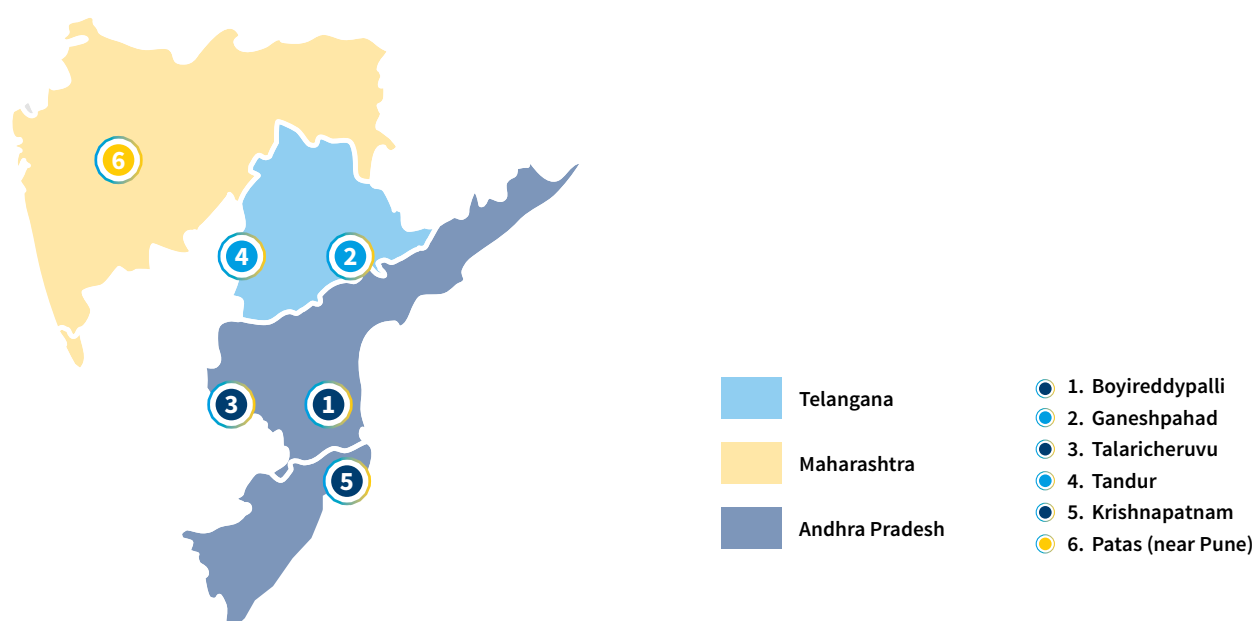 6
4
2
3
1
5
Telangana
Maharashtra
Andhra Pradesh
1. Boyireddypalli
2. Ganeshpahad
3. Talaricheruvu
4. Tandur
5. Krishnapatnam
6. Patas (near Pune)